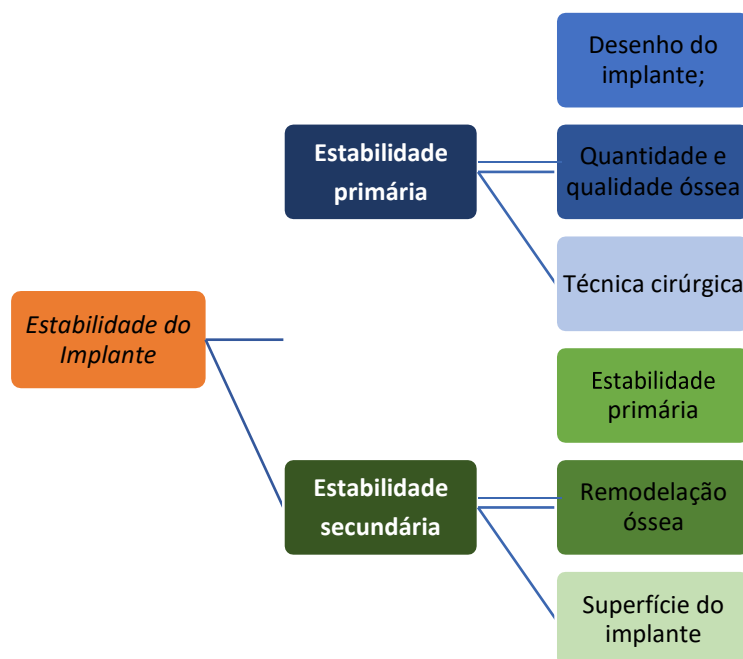 Estabilidade do
Implante
Estabilidade
primária
Desenho do
implante;
Quantidade e
qualidade óssea
Técnica cirúrgica
Estabilidade
secundária
Estabilidade
primária
Remodelação
óssea
Superfície do
implante